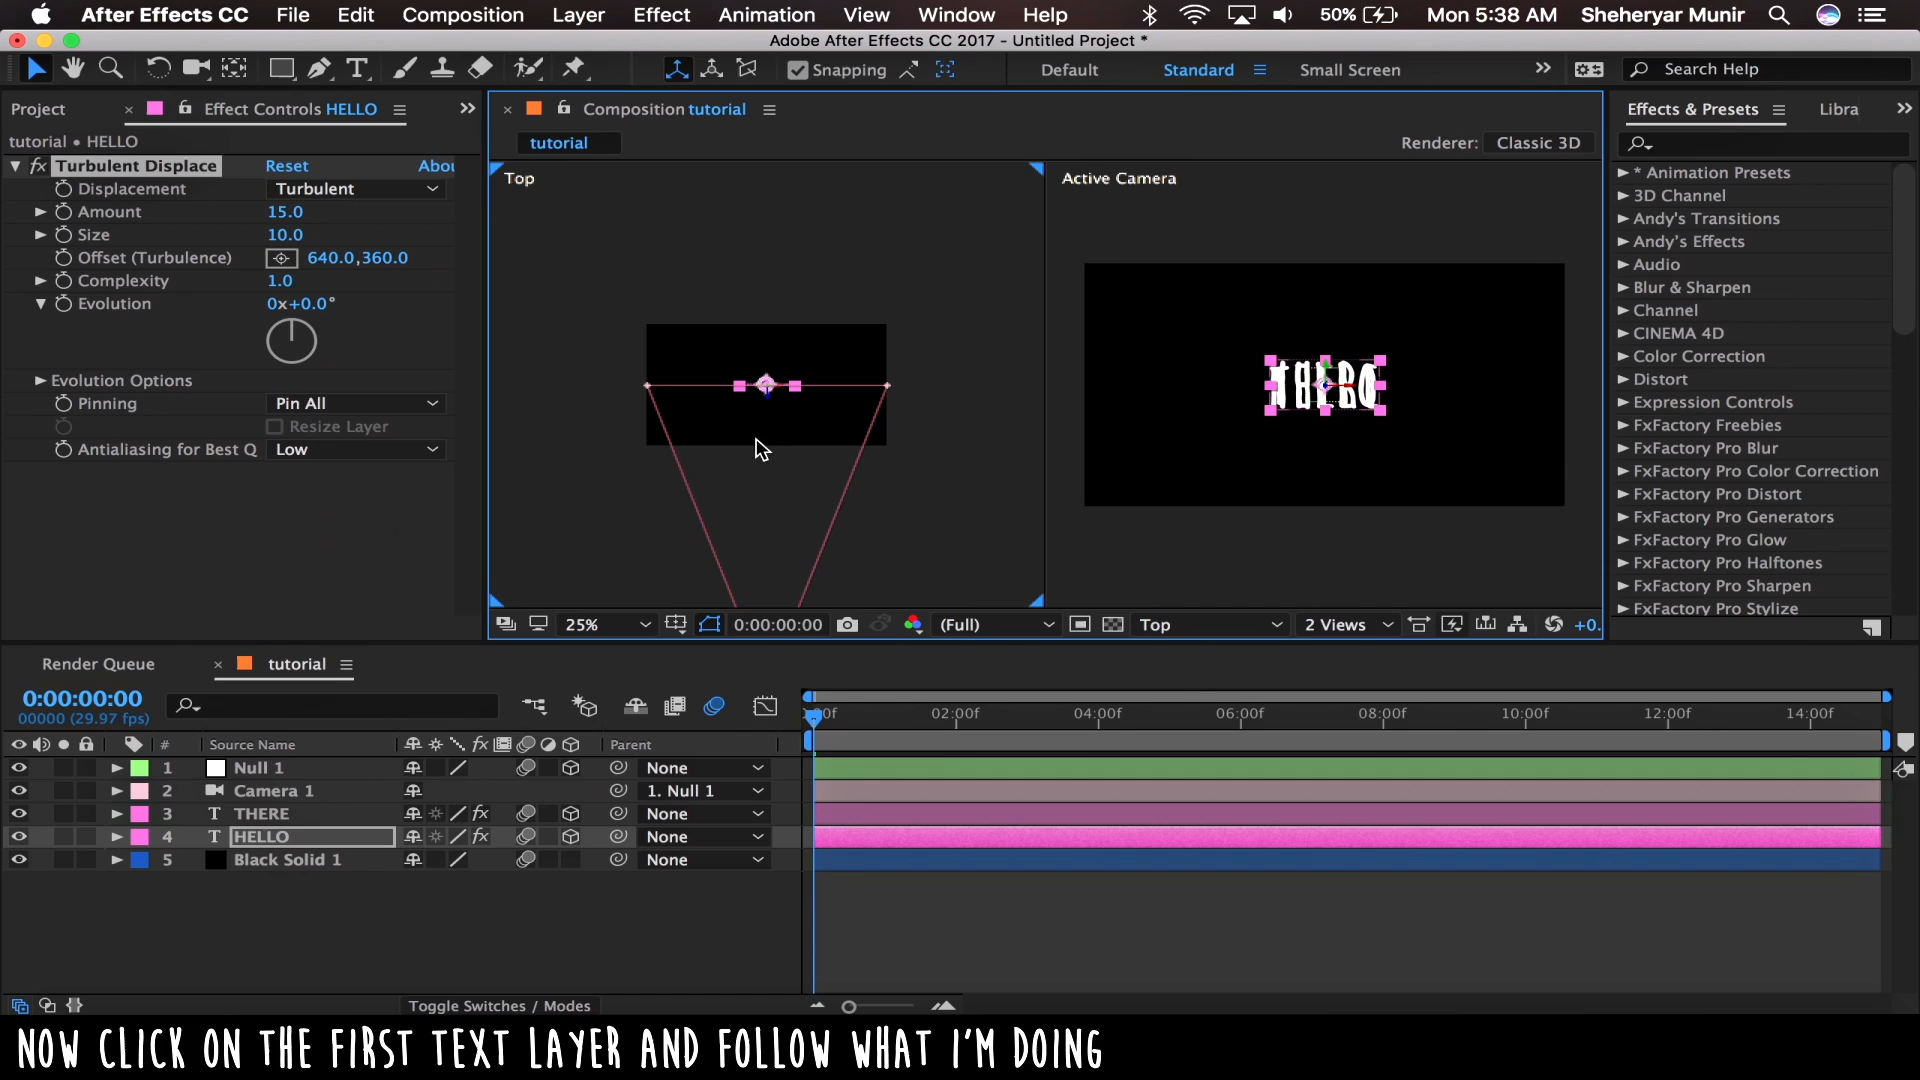 After Effects CC File Edit Composition Layer Effect Animation View Window Help 50% Mon 5:38 AM Sheheryar Munir
Adobe After Effects CC 2017 - Untitled Project *
Snapping Default Standard Small Screen Search Help
Project Effect Controls HELLO Composition tutorial Effects & Presets Libra
tutorial • HELLO tutorial Renderer: Classic 3D
Turbulent Displace Reset Abou
Displacement Turbulent
Amount 15.0
Size 10.0
Offset (Turbulence) 640.0,360.0
Complexity 1.0
Evolution 0x+0.0°
Evolution Options
Pinning Pin All
Resize Layer
Antialiasing for Best Q Low
Top
Active Camera
* Animation Presets
3D Channel
Andy's Transitions
Andy's Effects
Audio
Blur & Sharpen
Channel
CINEMA 4D
Color Correction
Distort
Expression Controls
FxFactory Freebies
FxFactory Pro Blur
FxFactory Pro Color Correction
FxFactory Pro Distort
FxFactory Pro Generators
FxFactory Pro Glow
FxFactory Pro Halftones
FxFactory Pro Sharpen
FxFactory Pro Stylize
25% 0:00:00:00 (Full) Top 2 Views +0.
Render Queue tutorial
0:00:00:00
00000 (29.97 fps)
02:00f 04:00f 06:00f 08:00f 10:00f 12:00f 14:00f
# Source Name fx Parent
1 Null 1 None
2 Camera 1 1. Null 1
3 T THERE fx None
4 T HELLO fx None
5 Black Solid 1 None
Toggle Switches / Modes
NOW CLICK ON THE FIRST TEXT LAYER AND FOLLOW WHAT I'M DOING